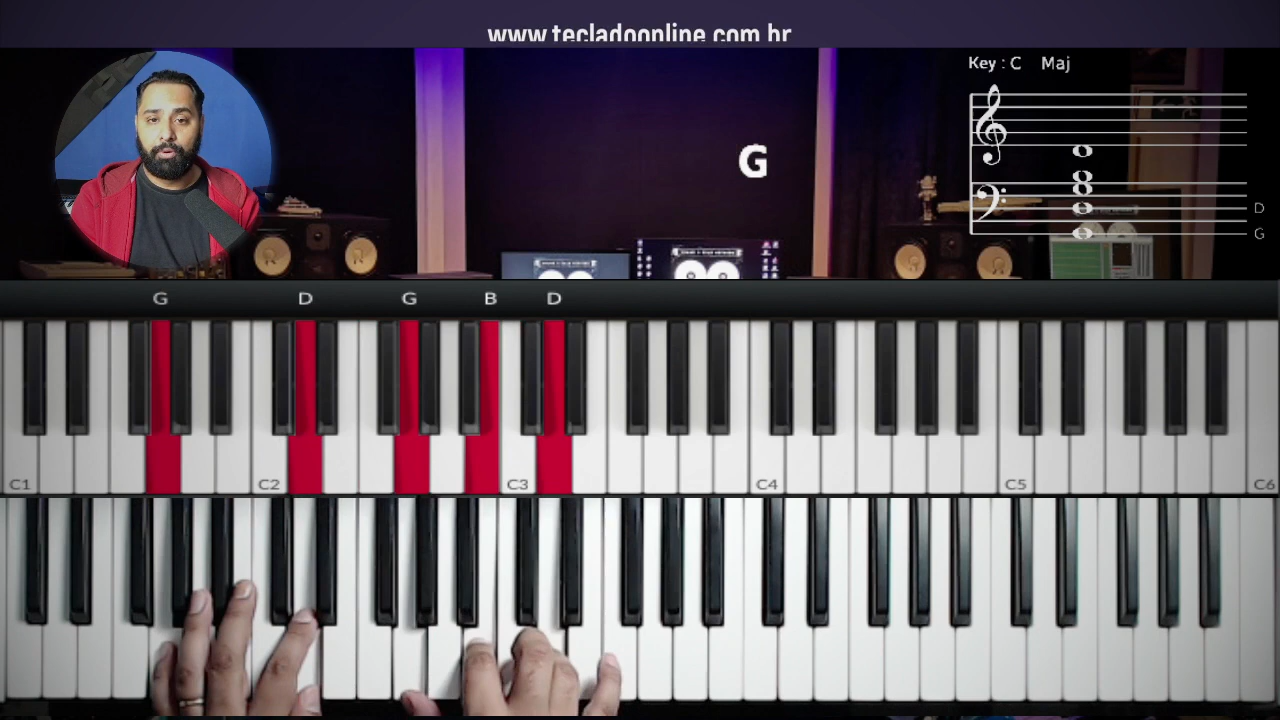 www.tecladoonline.com.br
Key : C Maj
G
D
G
G D G B D
C1 C2 C3 C4 C5 C6